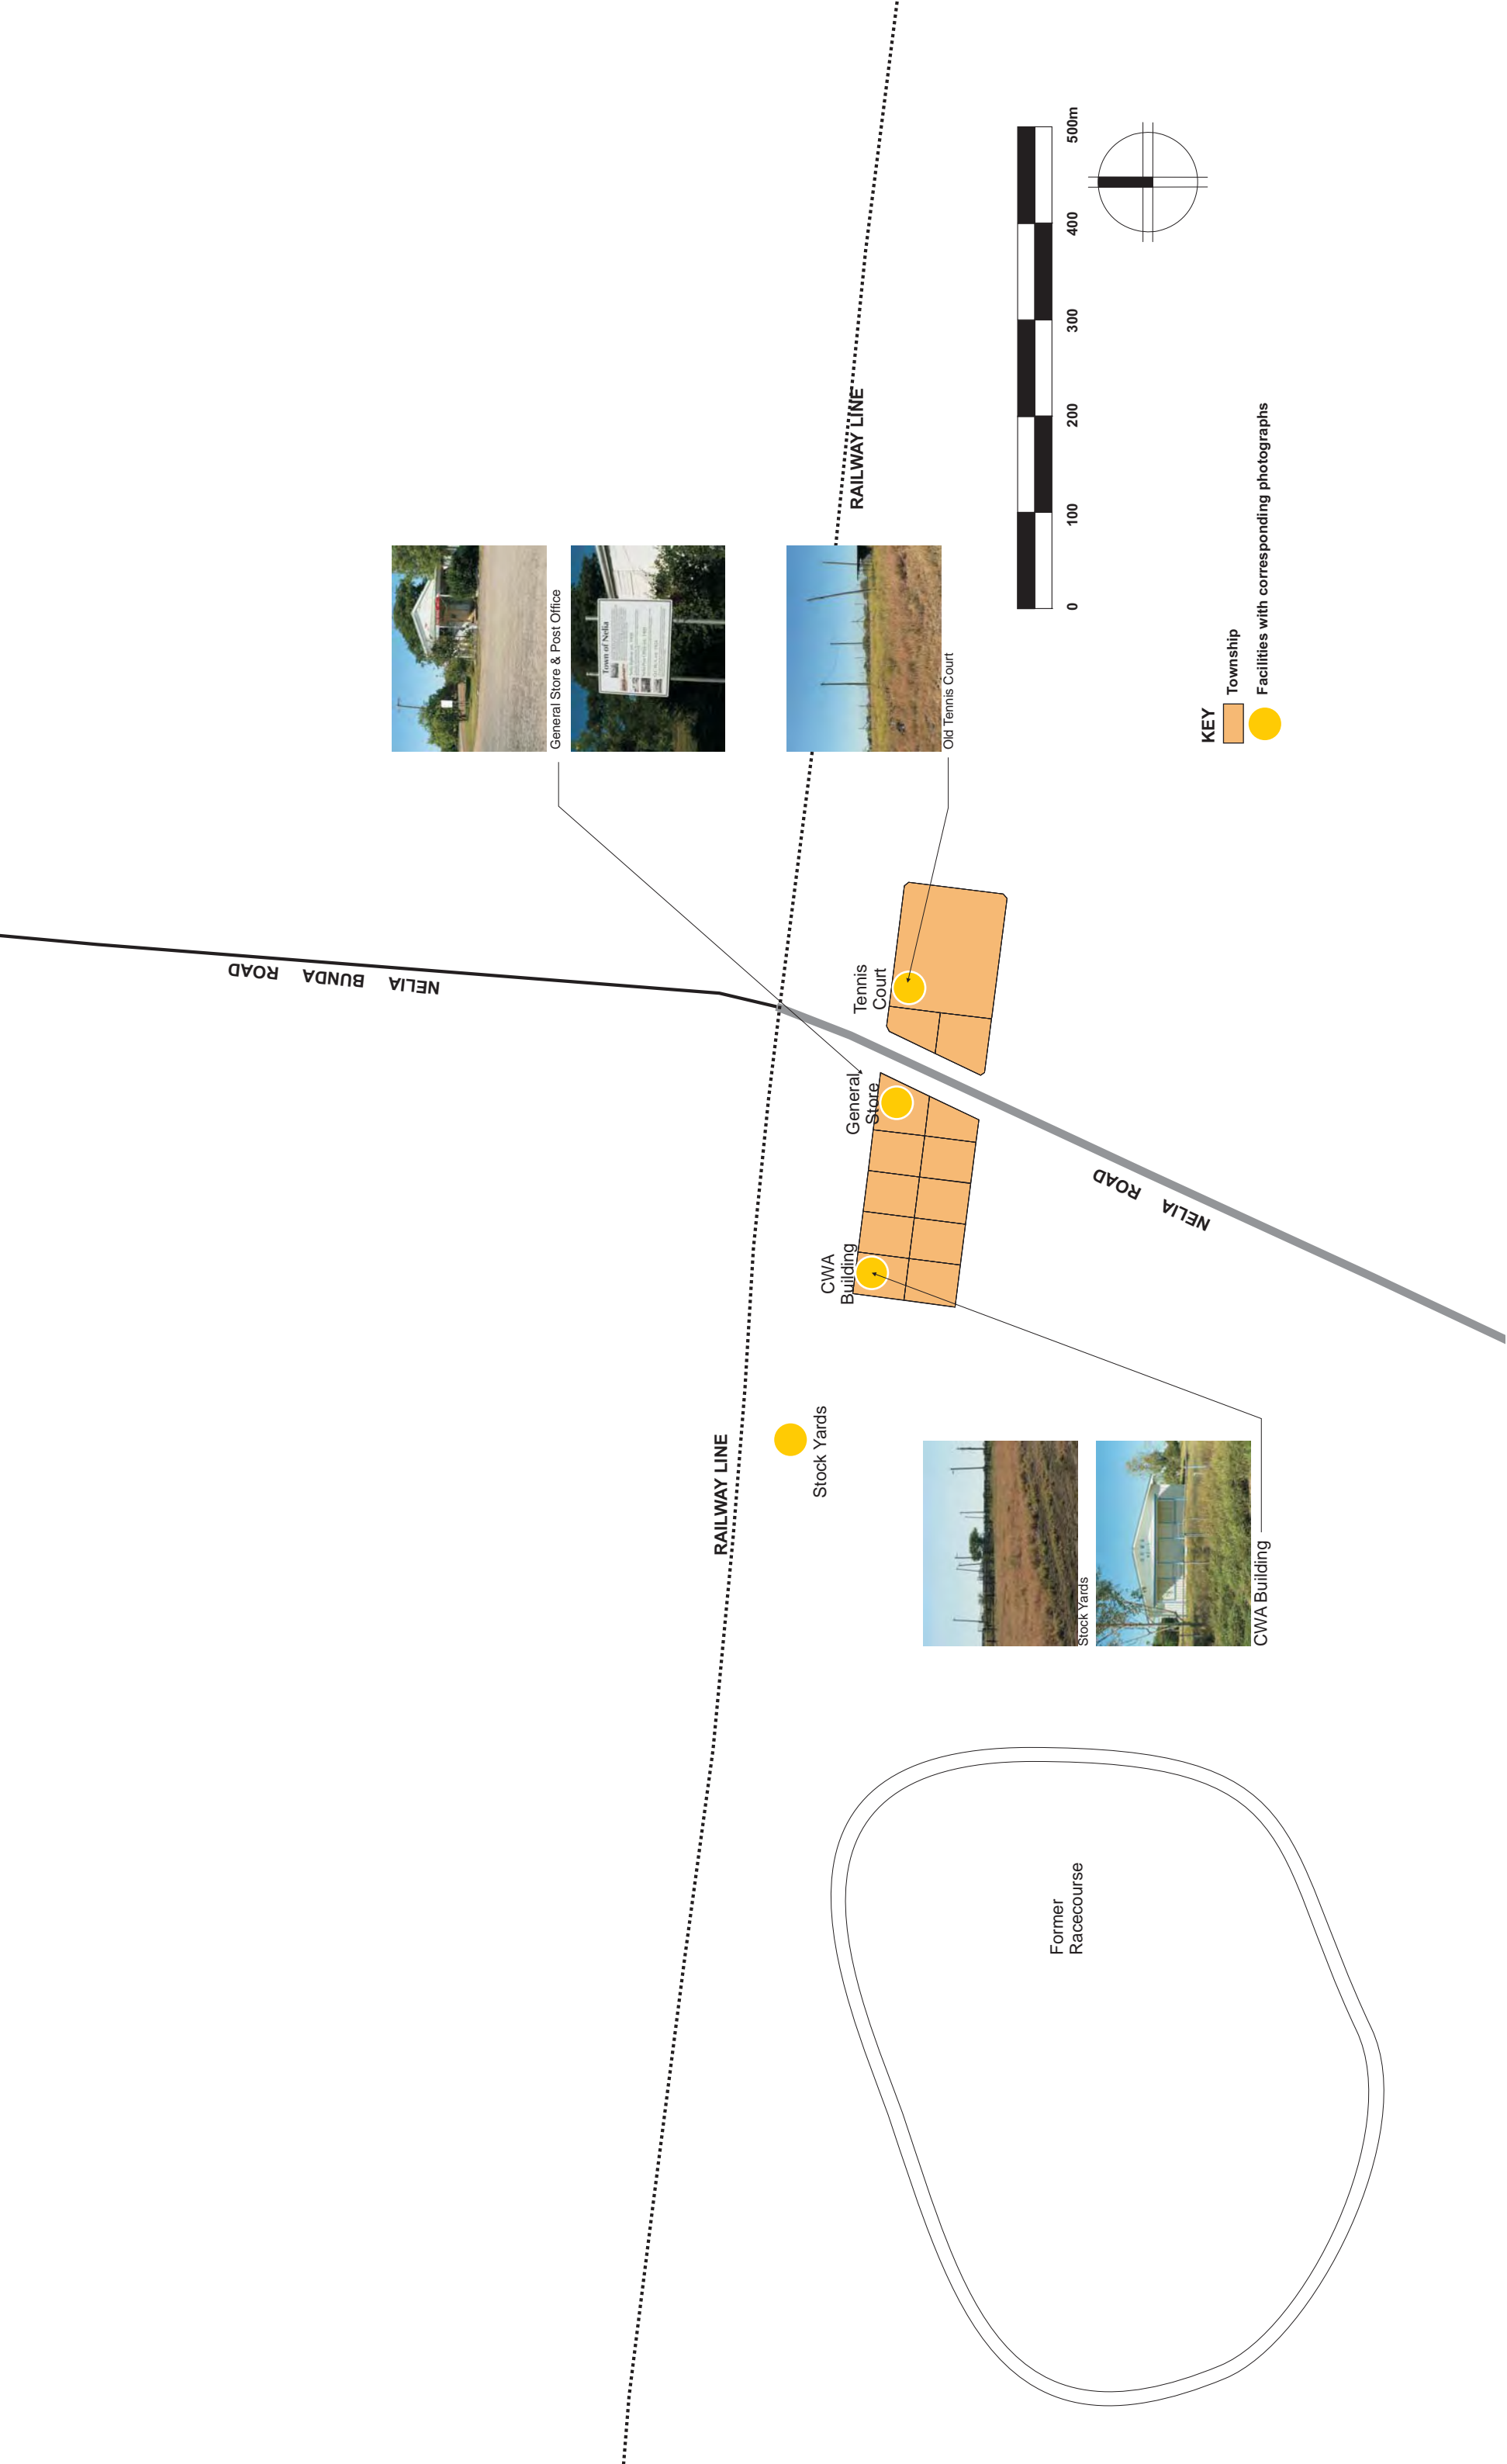 NELIA BUNDA ROAD
RAILWAY LINE
General Store & Post Office
Town of Nelia
Old Tennis Court
RAILWAY LINE
Tennis
Court
General
Store
CWA
Building
Stock Yards
NELIA ROAD
Stock Yards
CWA Building
Former
Racecourse
0 100 200 300 400 500m
KEY
Township
Facilities with corresponding photographs